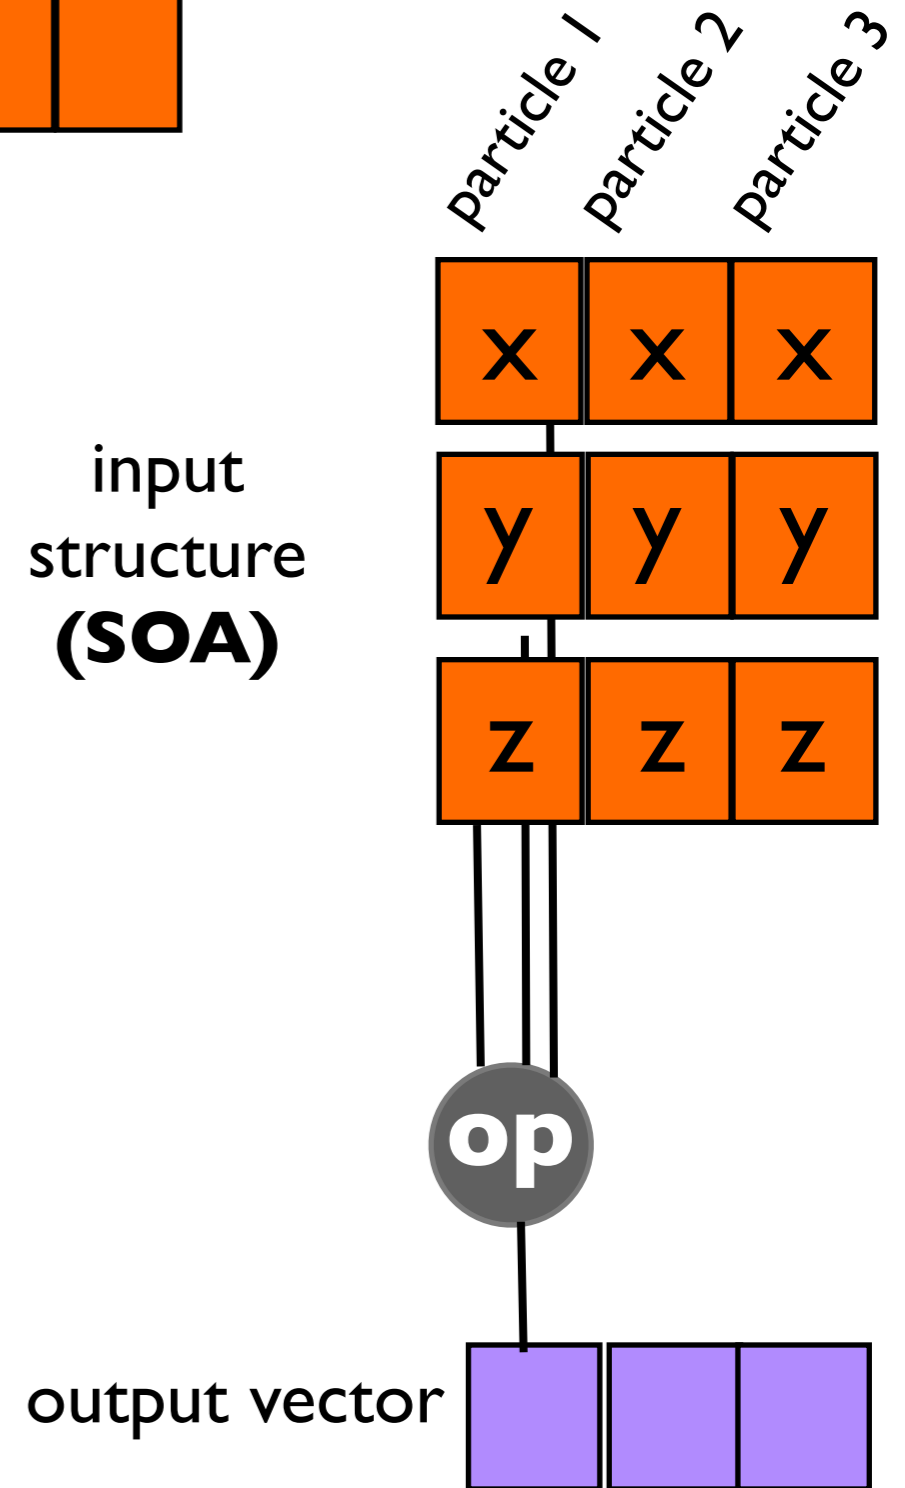 particle 1 particle 2 particle 3
x x x
input
structure
(SOA)
y y y
z z z
op
output vector